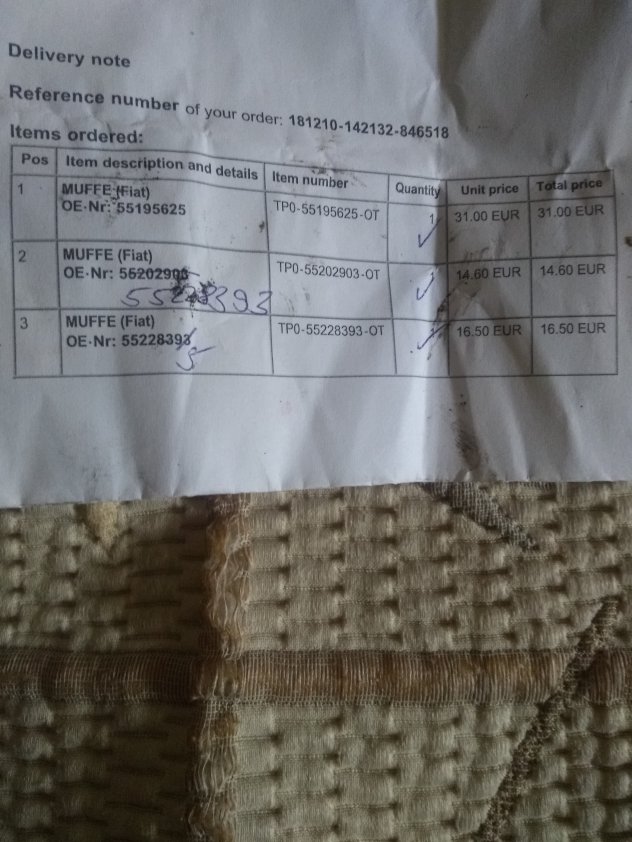 Delivery note
Reference number of your order: 181210-142132-846518
Items ordered:
Pos Item description and details Item number Quantity Unit price Total price
1 MUFFE (Fiat) TP0-55195625-OT 1 31.00 EUR 31.00 EUR
OE-Nr: 55195625
2 MUFFE (Fiat) TP0-55202903-OT 14.60 EUR 14.60 EUR
OE-Nr: 55202903
3 MUFFE (Fiat) TP0-55228393-OT 16.50 EUR 16.50 EUR
OE-Nr: 55228393
5